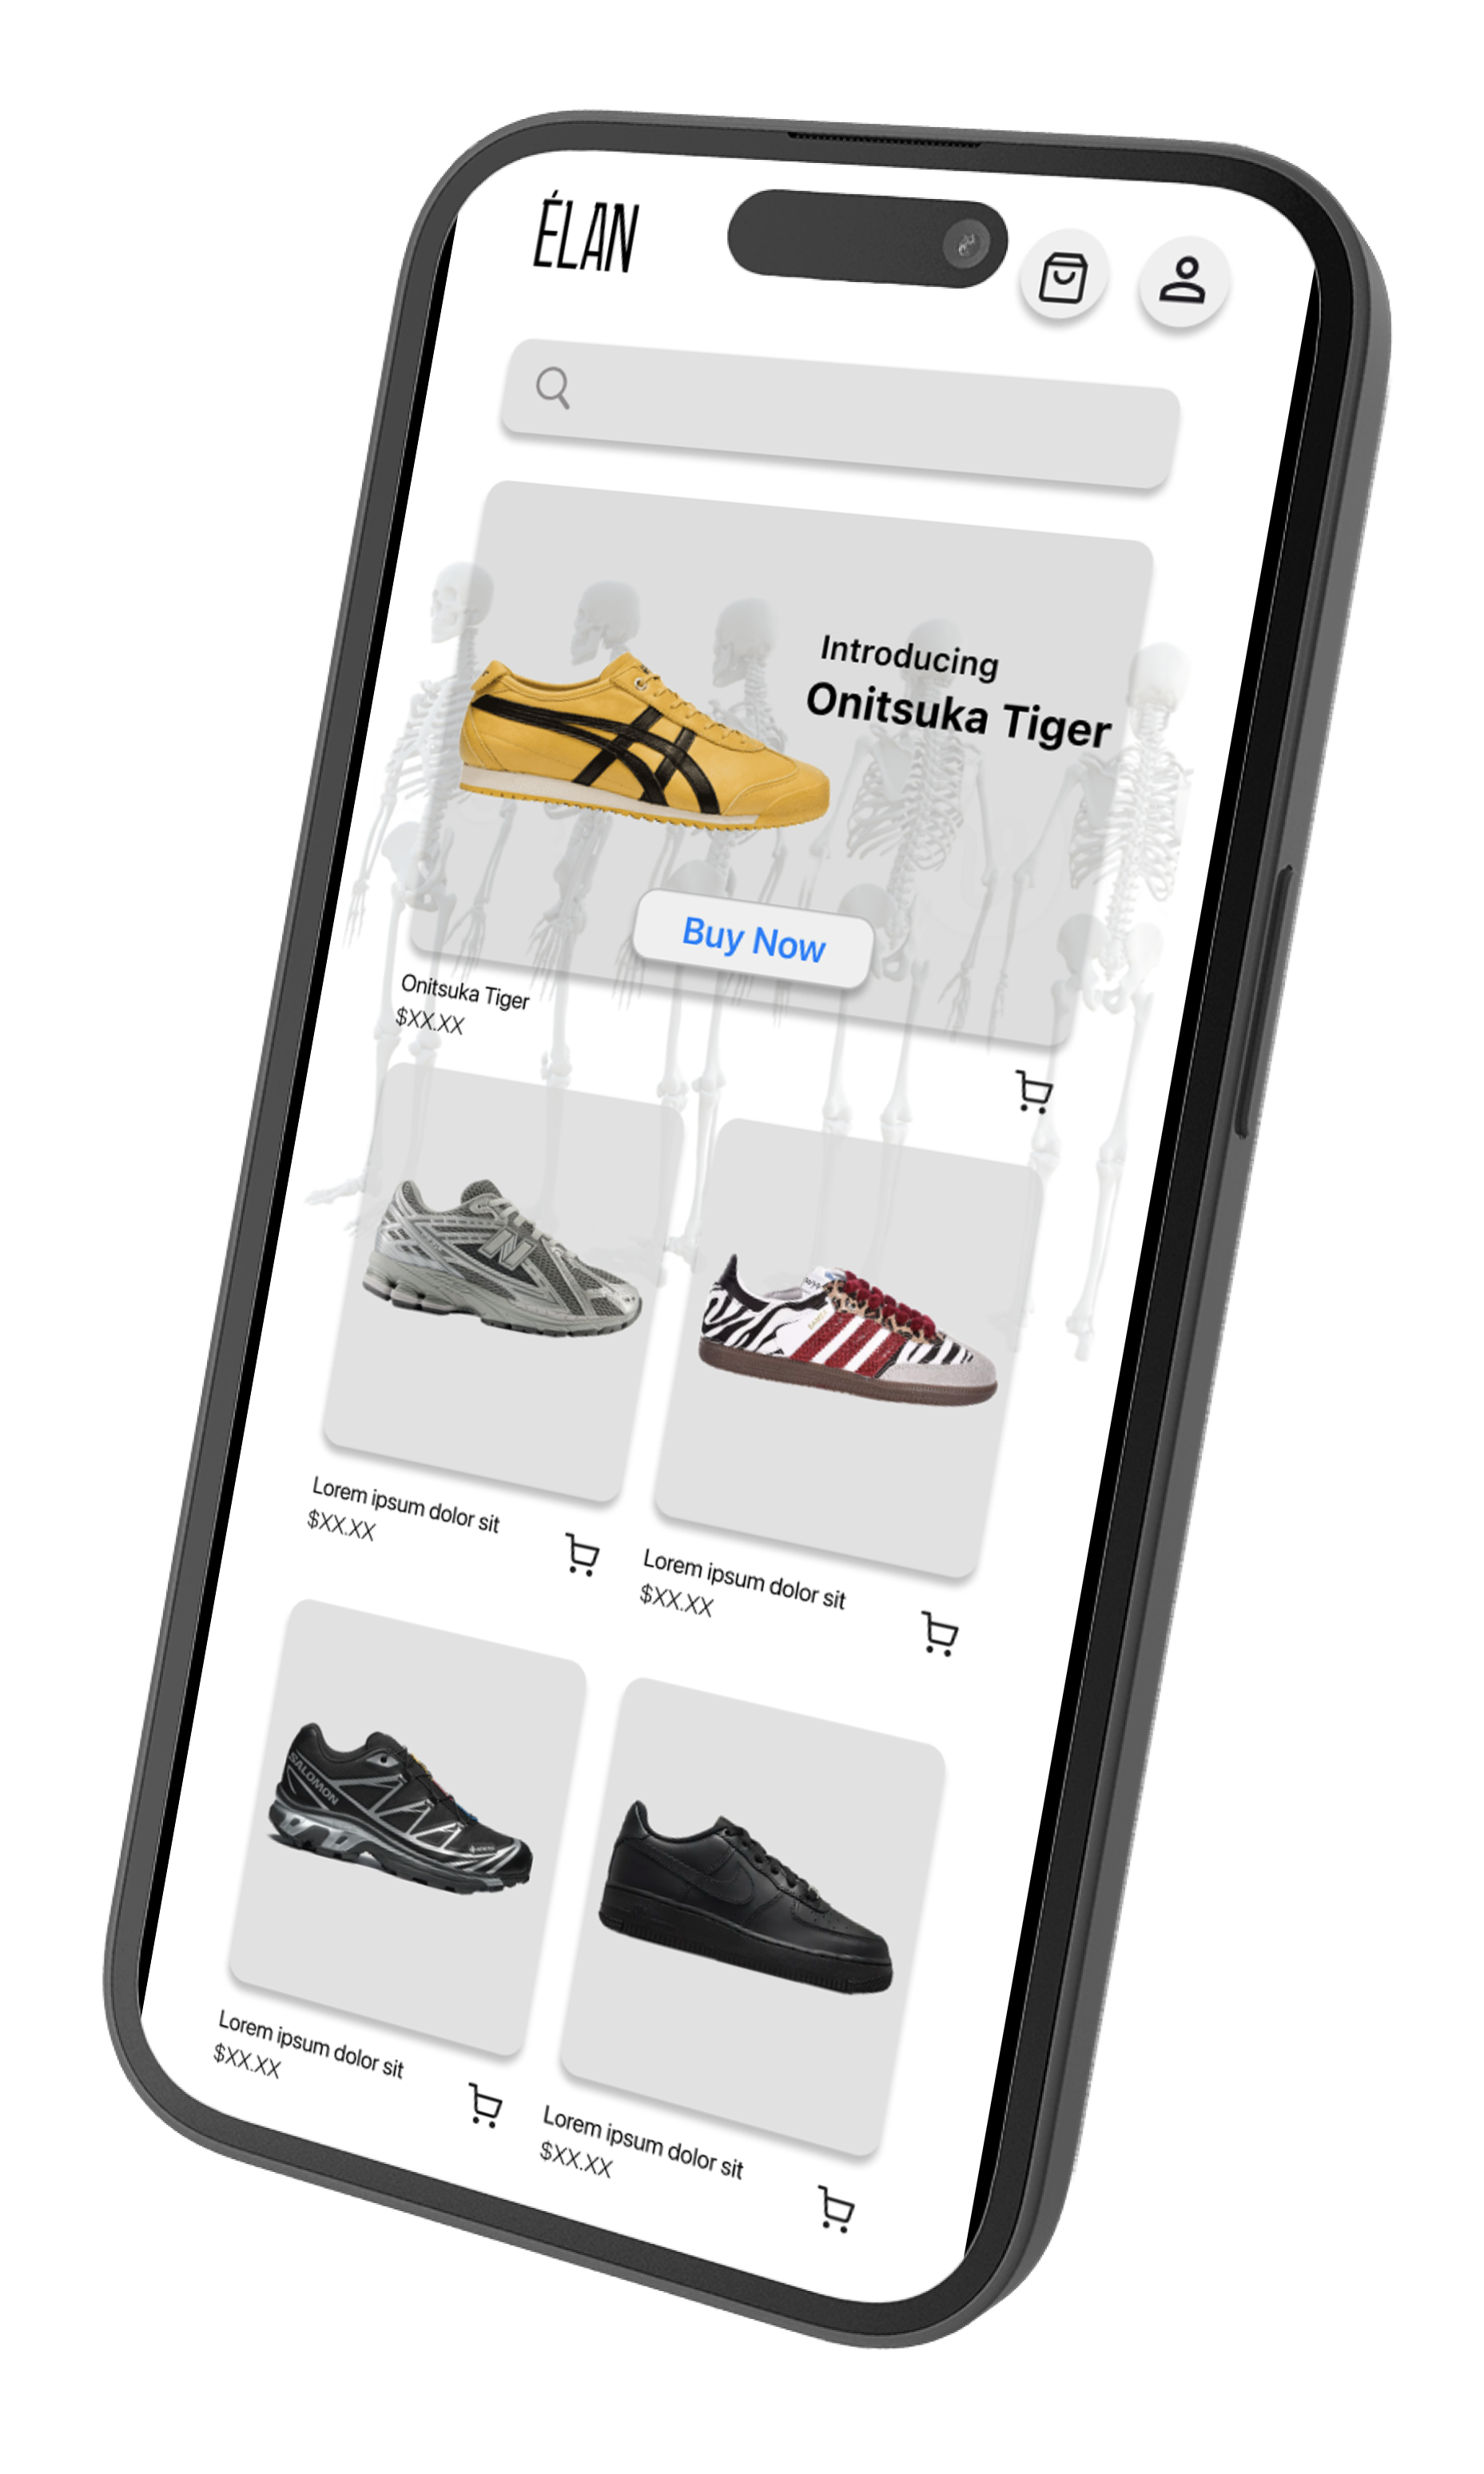 ÉLAN
Introducing
Onitsuka Tiger
Buy Now
Onitsuka Tiger
$XX.XX
Lorem ipsum dolor sit
$XX.XX
Lorem ipsum dolor sit
$XX.XX
SALOMON
Lorem ipsum dolor sit
$XX.XX
Lorem ipsum dolor sit
$XX.XX